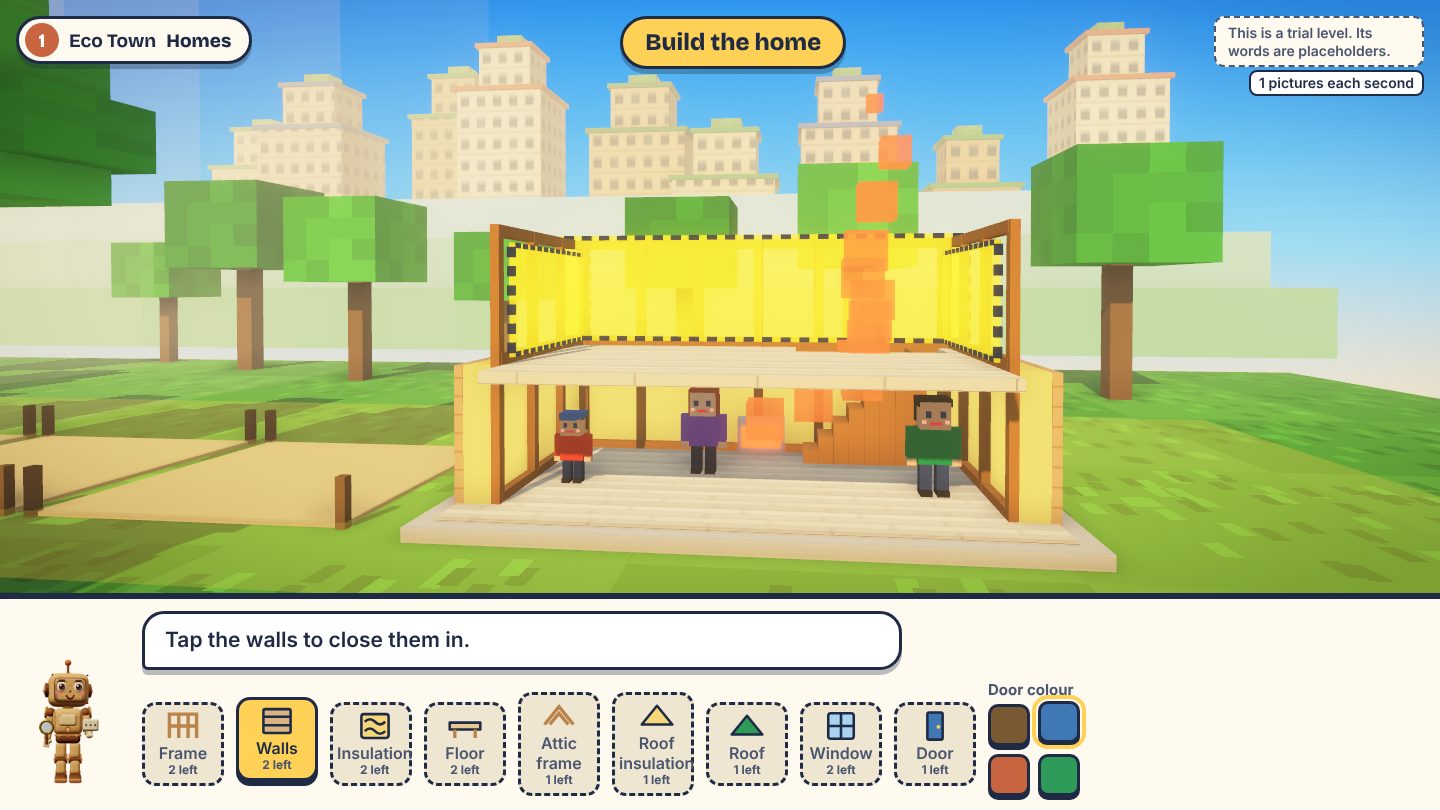 1 Eco Town Homes
Build the home
This is a trial level. Its
words are placeholders.
1 pictures each second
Tap the walls to close them in.
Frame
2 left
Walls
2 left
Insulation
2 left
Floor
2 left
Attic
frame
1 left
Roof
insulation
1 left
Roof
1 left
Window
2 left
Door
1 left
Door colour